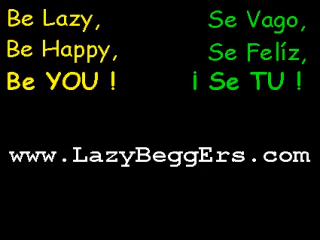 Be Lazy,
Be Happy,
Be YOU !
Se Vago,
Se Felíz,
¡ Se TU !
www.LazyBeggErs.com